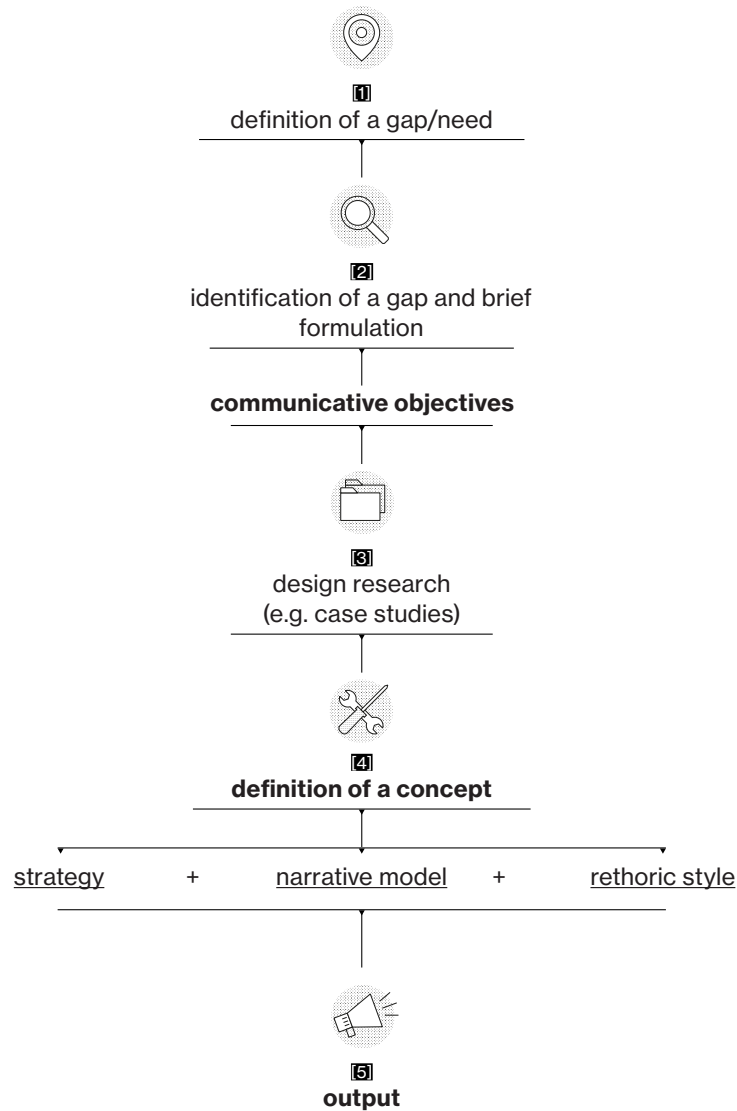 [1]
definition of a gap/need
[2]
identification of a gap and brief
formulation
communicative objectives
[3]
design research
(e.g. case studies)
[4]
definition of a concept
strategy + narrative model + rethoric style
[5]
output